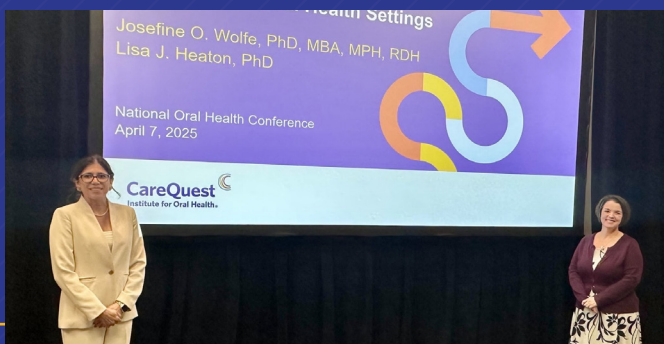 Health Settings
Josefine O. Wolfe, PhD, MBA, MPH, RDH
Lisa J. Heaton, PhD
National Oral Health Conference
April 7, 2025
CareQuest
Institute for Oral Health.